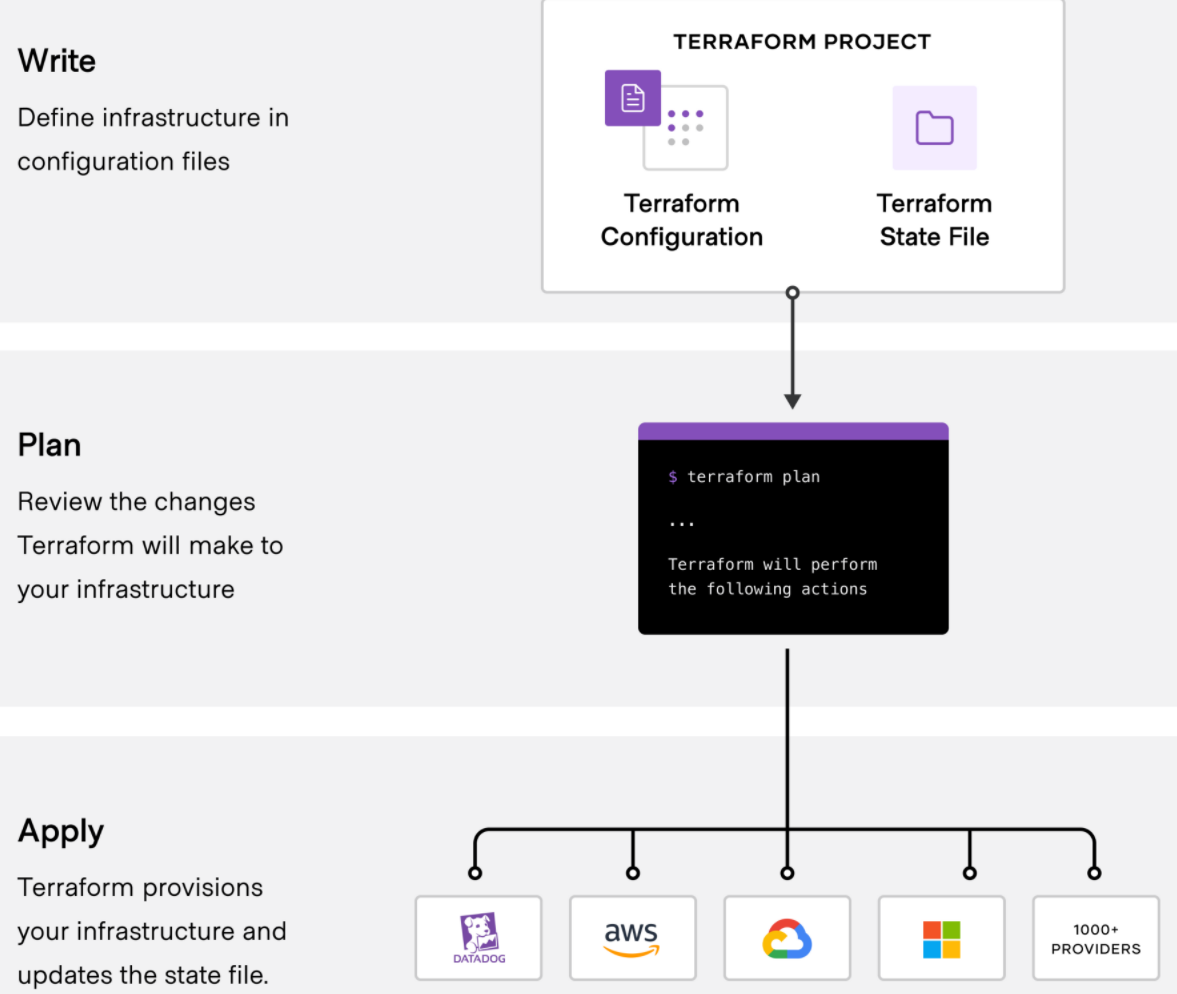 Write
Define infrastructure in
configuration files
TERRAFORM PROJECT
Terraform
Configuration
Terraform
State File
Plan
Review the changes
Terraform will make to
your infrastructure
$ terraform plan
...
Terraform will perform
the following actions
Apply
Terraform provisions
your infrastructure and
updates the state file.
DATADOG
aws
1000+
PROVIDERS